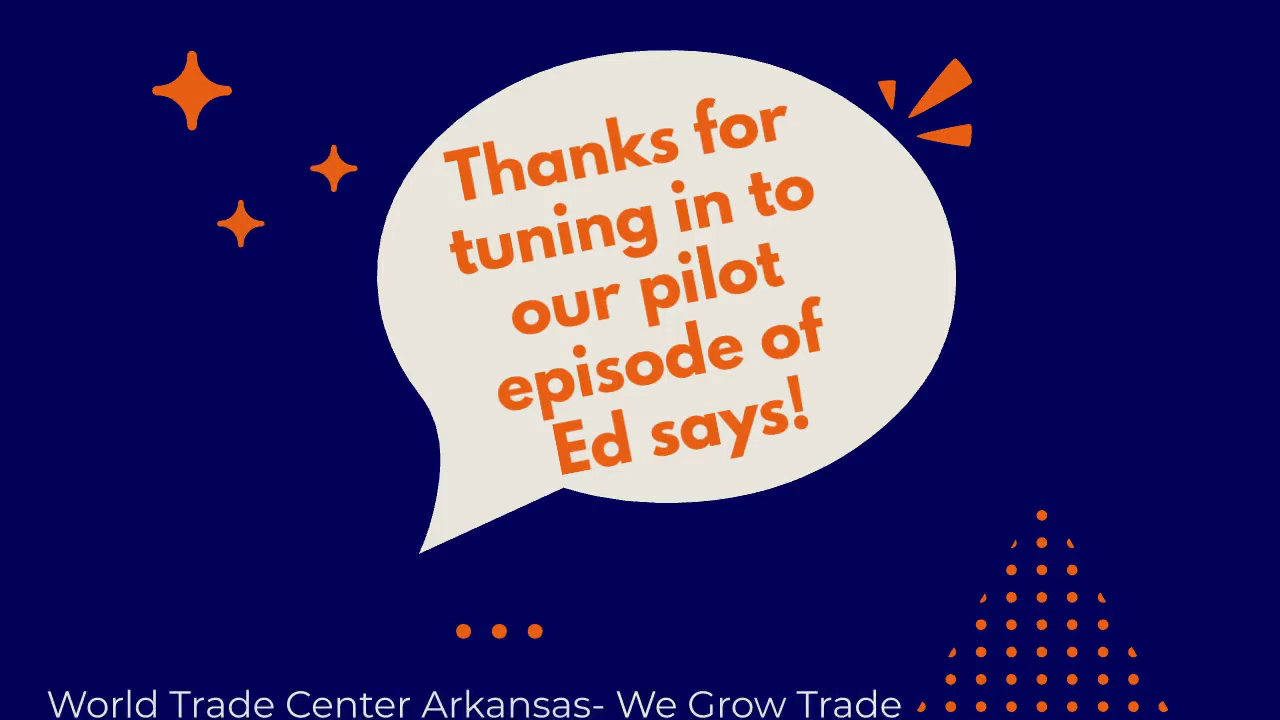 Thanks for
tuning in to
our pilot
episode of
Ed says!
World Trade Center Arkansas- We Grow Trade